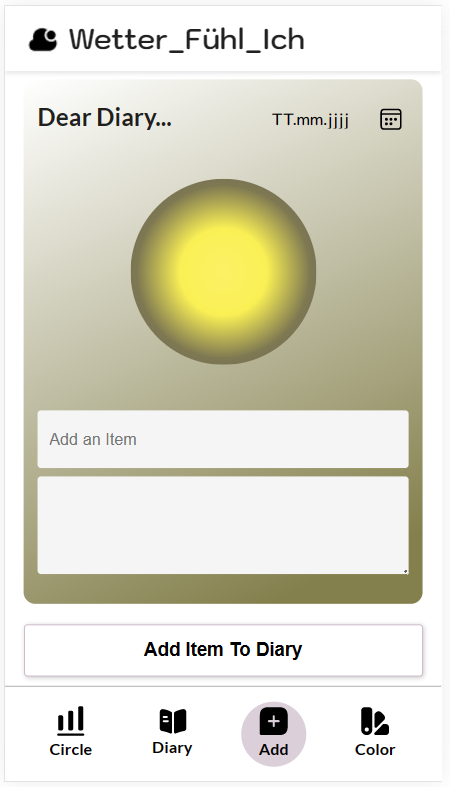 Wetter_Fühl_Ich
Dear Diary... TT.mm.jjjj
Add an Item
Add Item To Diary
Circle Diary Add Color